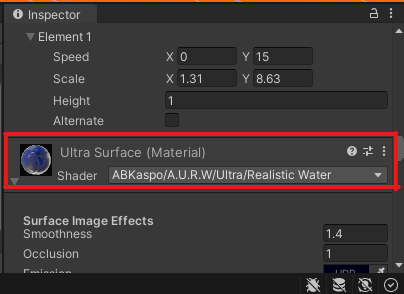 Inspector
Element 1
Speed X 0 Y 15
Scale X 1.31 Y 8.63
Height 1
Alternate
Ultra Surface (Material)
Shader ABKaspo/A.U.R.W/Ultra/Realistic Water
Surface Image Effects
Smoothness 1.4
Occlusion 1
Emission HDR